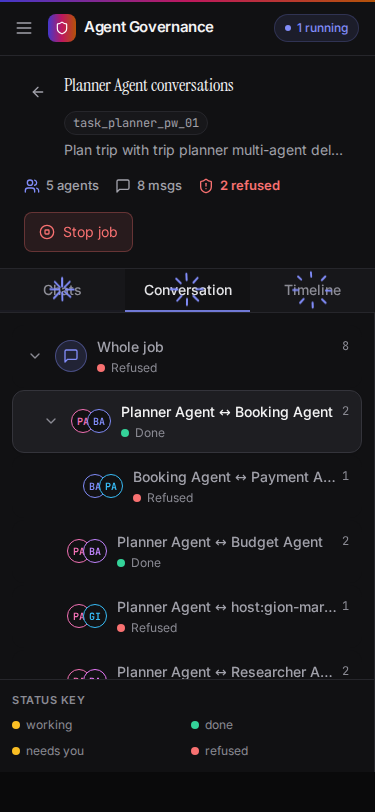 Agent Governance
1 running
Planner Agent conversations
task_planner_pw_01
Plan trip with trip planner multi-agent del...
5 agents
8 msgs
2 refused
Stop job
Chats
Conversation
Timeline
Whole job
8
Refused
PA
BA
Planner Agent ↔ Booking Agent
2
Done
BA
PA
Booking Agent ↔ Payment A...
1
Refused
PA
BA
Planner Agent ↔ Budget Agent
2
Done
PA
GI
Planner Agent ↔ host:gion-mar...
1
Refused
Planner Agent ↔ Researcher A...
2
STATUS KEY
working
done
needs you
refused